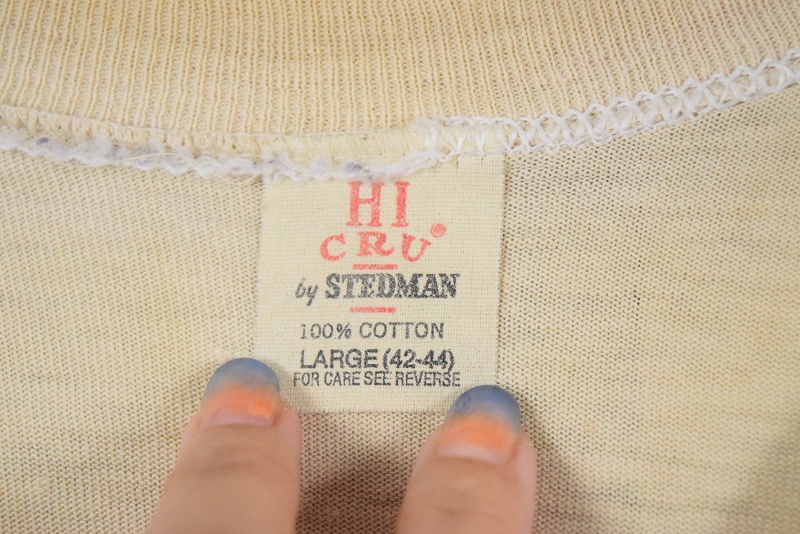 HI
CRU®
by STEDMAN
100% COTTON
LARGE (42-44)
FOR CARE SEE REVERSE